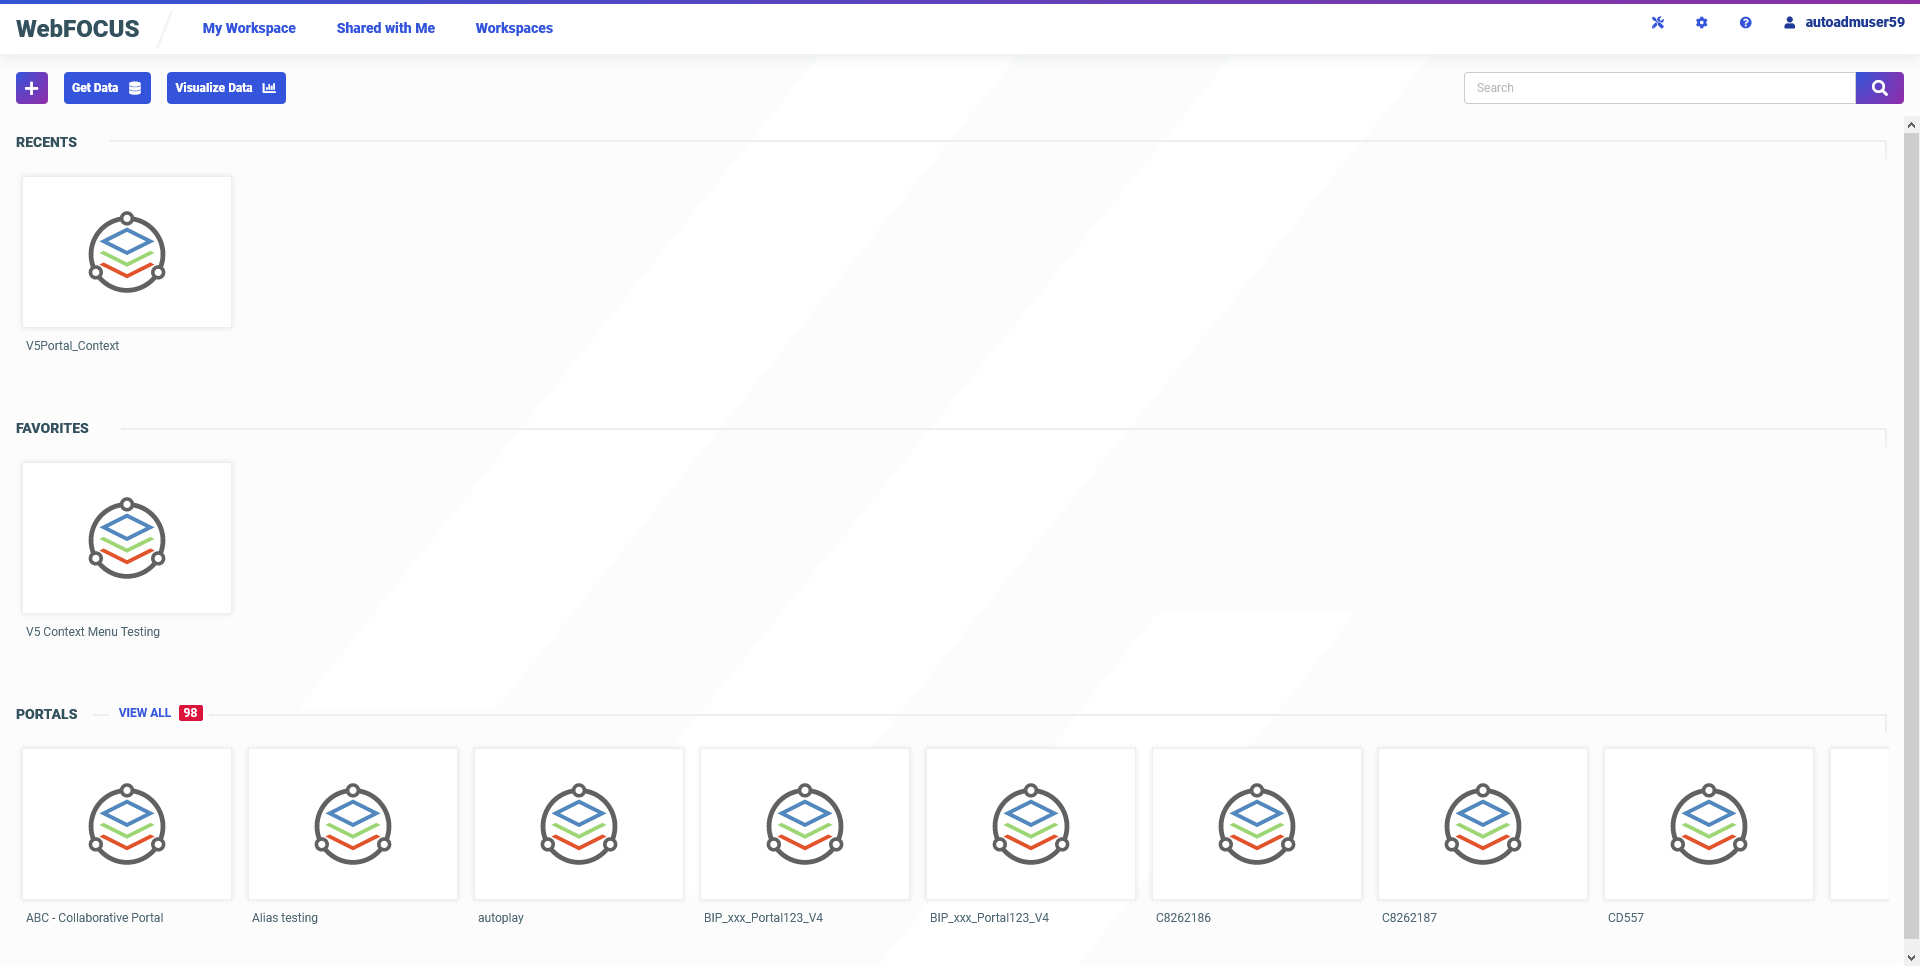 WebFOCUS
My Workspace
Shared with Me
Workspaces
autoadmuser59
Get Data
Visualize Data
Search
RECENTS
V5Portal_Context
FAVORITES
V5 Context Menu Testing
PORTALS
VIEW ALL 98
ABC - Collaborative Portal
Alias testing
autoplay
BIP_xxx_Portal123_V4
BIP_xxx_Portal123_V4
C8262186
C8262187
CD557